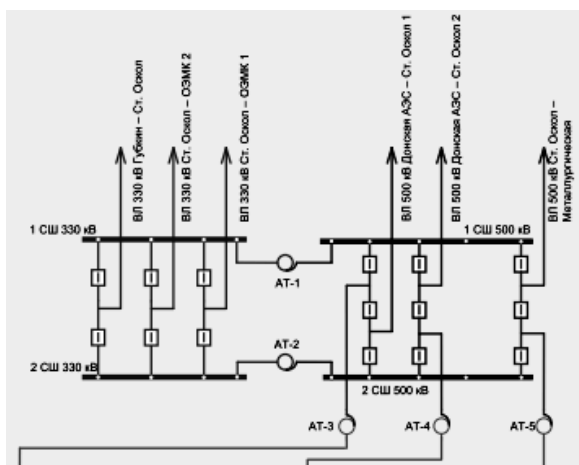 ВЛ 330 кВ Губкин – Ст. Оскол
ВЛ 330 кВ Ст. Оскол – ОЭМК 2
ВЛ 330 кВ Ст. Оскол – ОЭМК 1
ВЛ 500 кВ Донская АЭС – Ст. Оскол 1
ВЛ 500 кВ Донская АЭС – Ст. Оскол 2
ВЛ 500 кВ Ст. Оскол –
Металлургическая
1 СШ 330 кВ
1 СШ 500 кВ
АТ-1
АТ-2
2 СШ 330 кВ
2 СШ 500 кВ
АТ-3
АТ-4
АТ-5